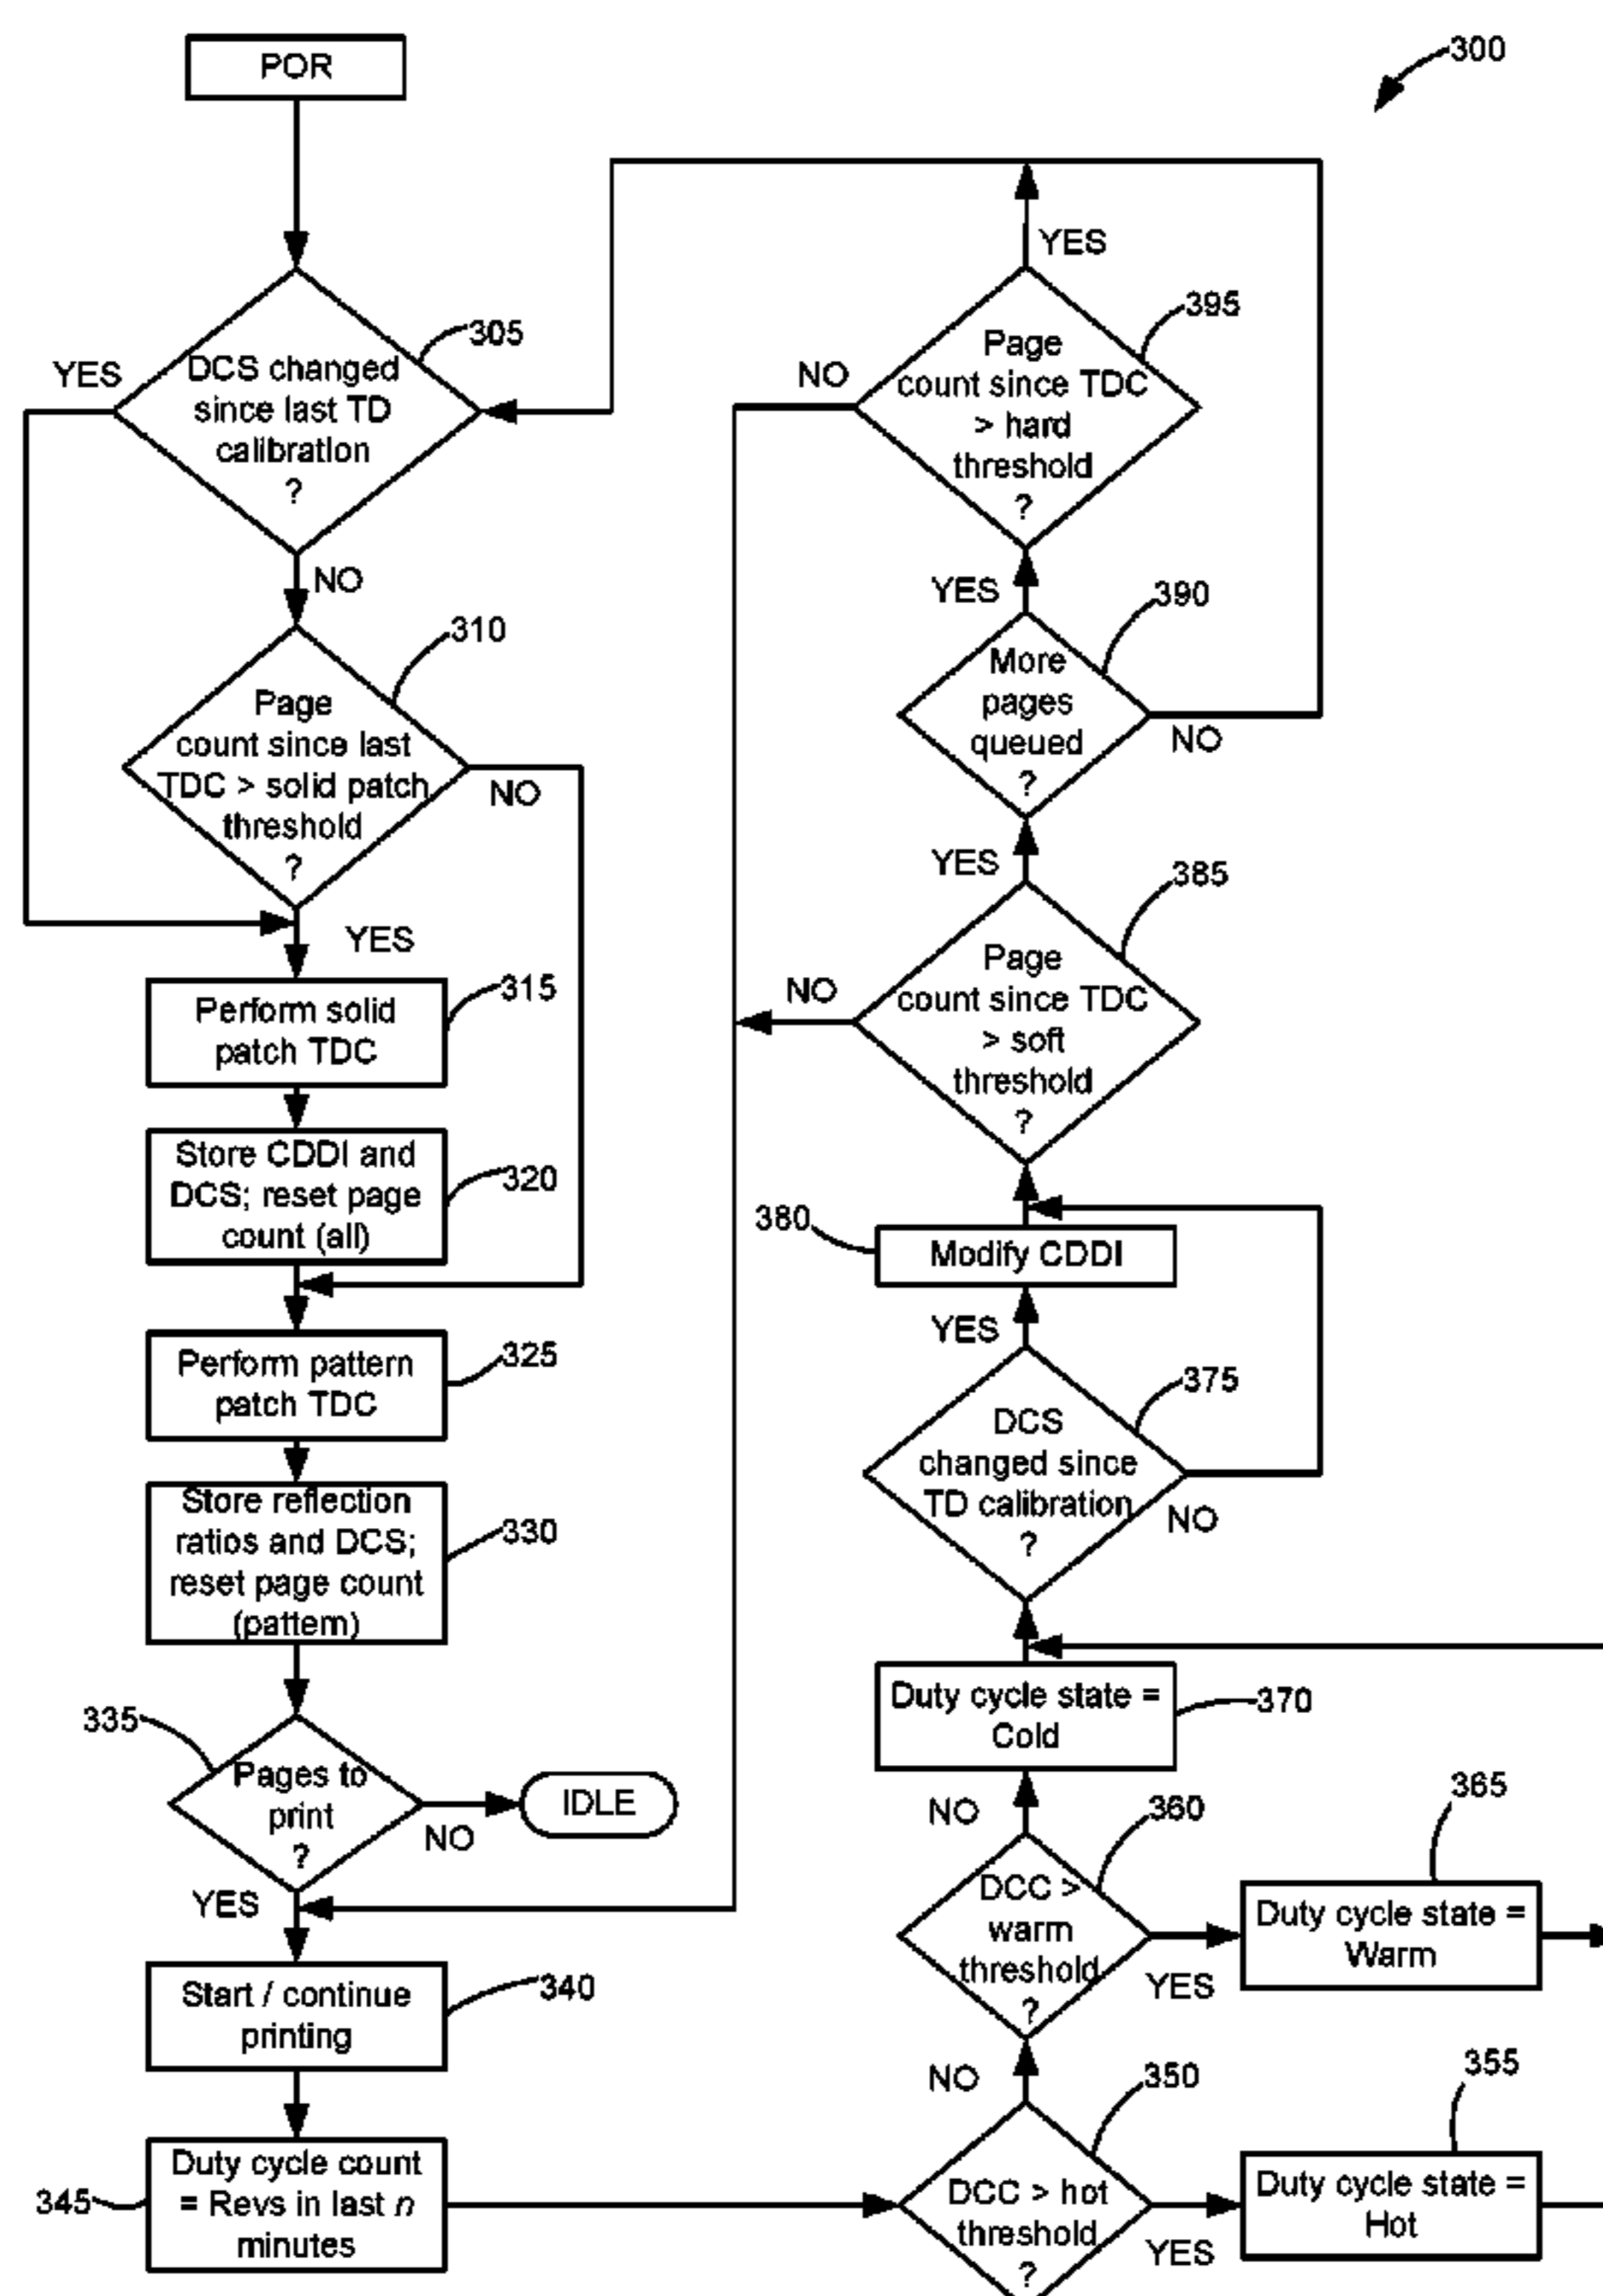 POR
300
DCS changed
since last TD
calibration
?
305
YES
NO
Page
count since last
TDC > solid patch
threshold
?
310
NO
YES
Perform solid
patch TDC
315
Store CDDI and
DCS; reset page
count (all)
320
Perform pattern
patch TDC
325
Store reflection
ratios and DCS;
reset page count
(pattern)
330
335
Pages to
print
?
NO
IDLE
YES
Start / continue
printing
340
345
Duty cycle count
= Revs in last n
minutes
DCC > hot
threshold
?
350
YES
Duty cycle state =
Hot
355
NO
DCC >
warm
threshold
?
360
YES
Duty cycle state =
Warm
365
NO
Duty cycle state =
Cold
370
DCS
changed since
TD calibration
?
375
NO
YES
380
Modify CDDI
Page
count since TDC
> soft
threshold
?
385
NO
YES
More
pages
queued
?
390
NO
YES
Page
count since TDC
> hard
threshold
?
395
NO
YES